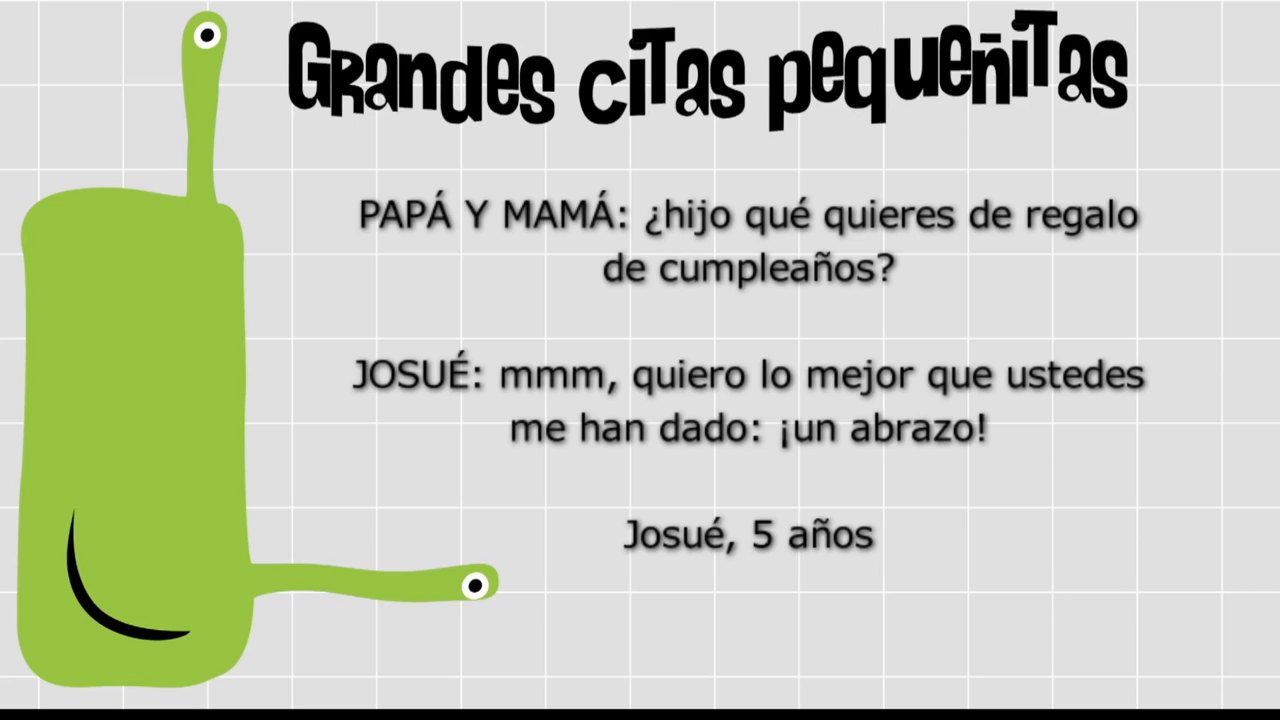 Grandes citas pequeñitas
PAPÁ Y MAMÁ: ¿hijo qué quieres de regalo
de cumpleaños?
JOSUÉ: mmm, quiero lo mejor que ustedes
me han dado: ¡un abrazo!
Josué, 5 años